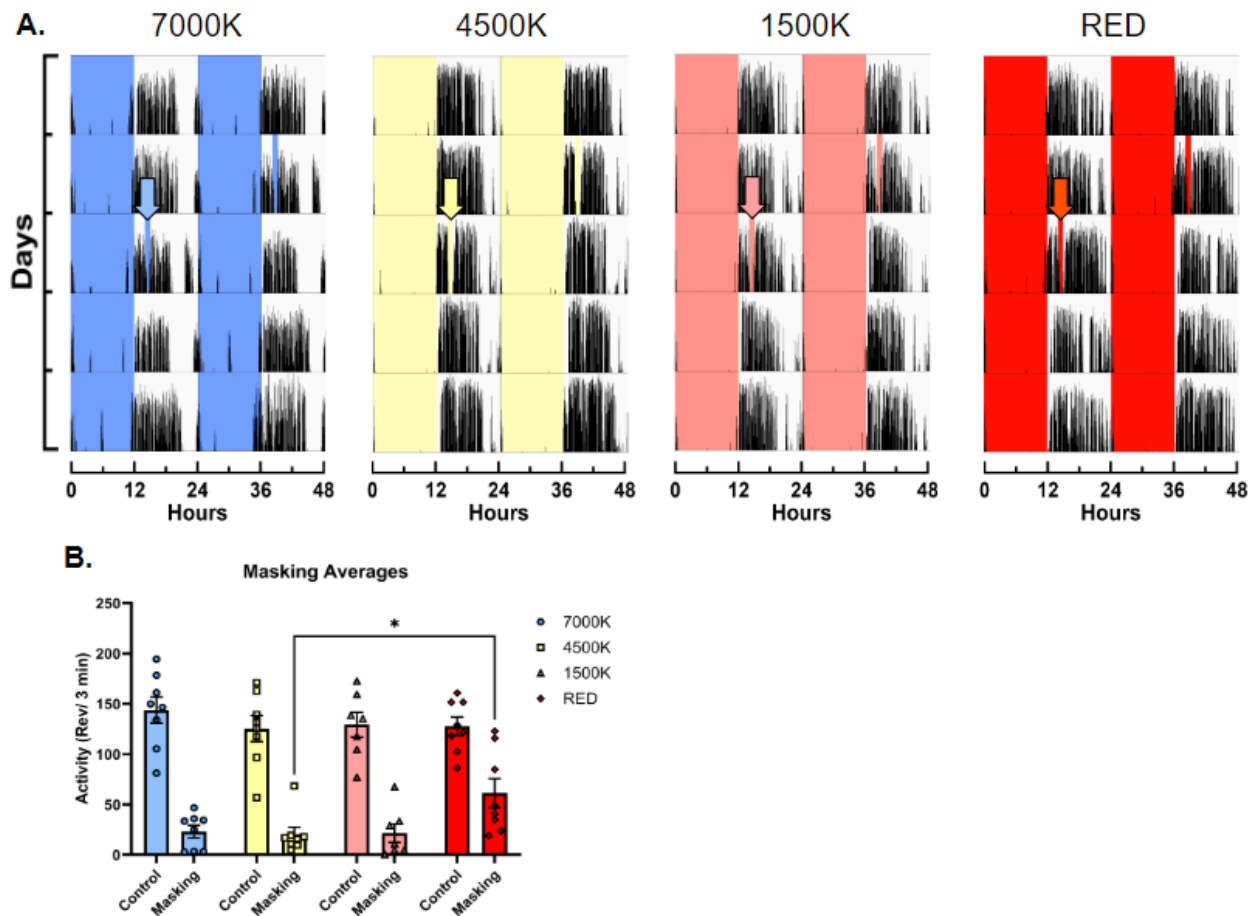 A.
7000K 4500K 1500K RED
Days
0 12 24 36 48 0 12 24 36 48 0 12 24 36 48 0 12 24 36 48
Hours Hours Hours Hours
B.
Masking Averages
Activity (Rev/ 3 min)
250
200
150
100
50
0
*
7000K
4500K
1500K
RED
Control Masking Control Masking Control Masking Control Masking